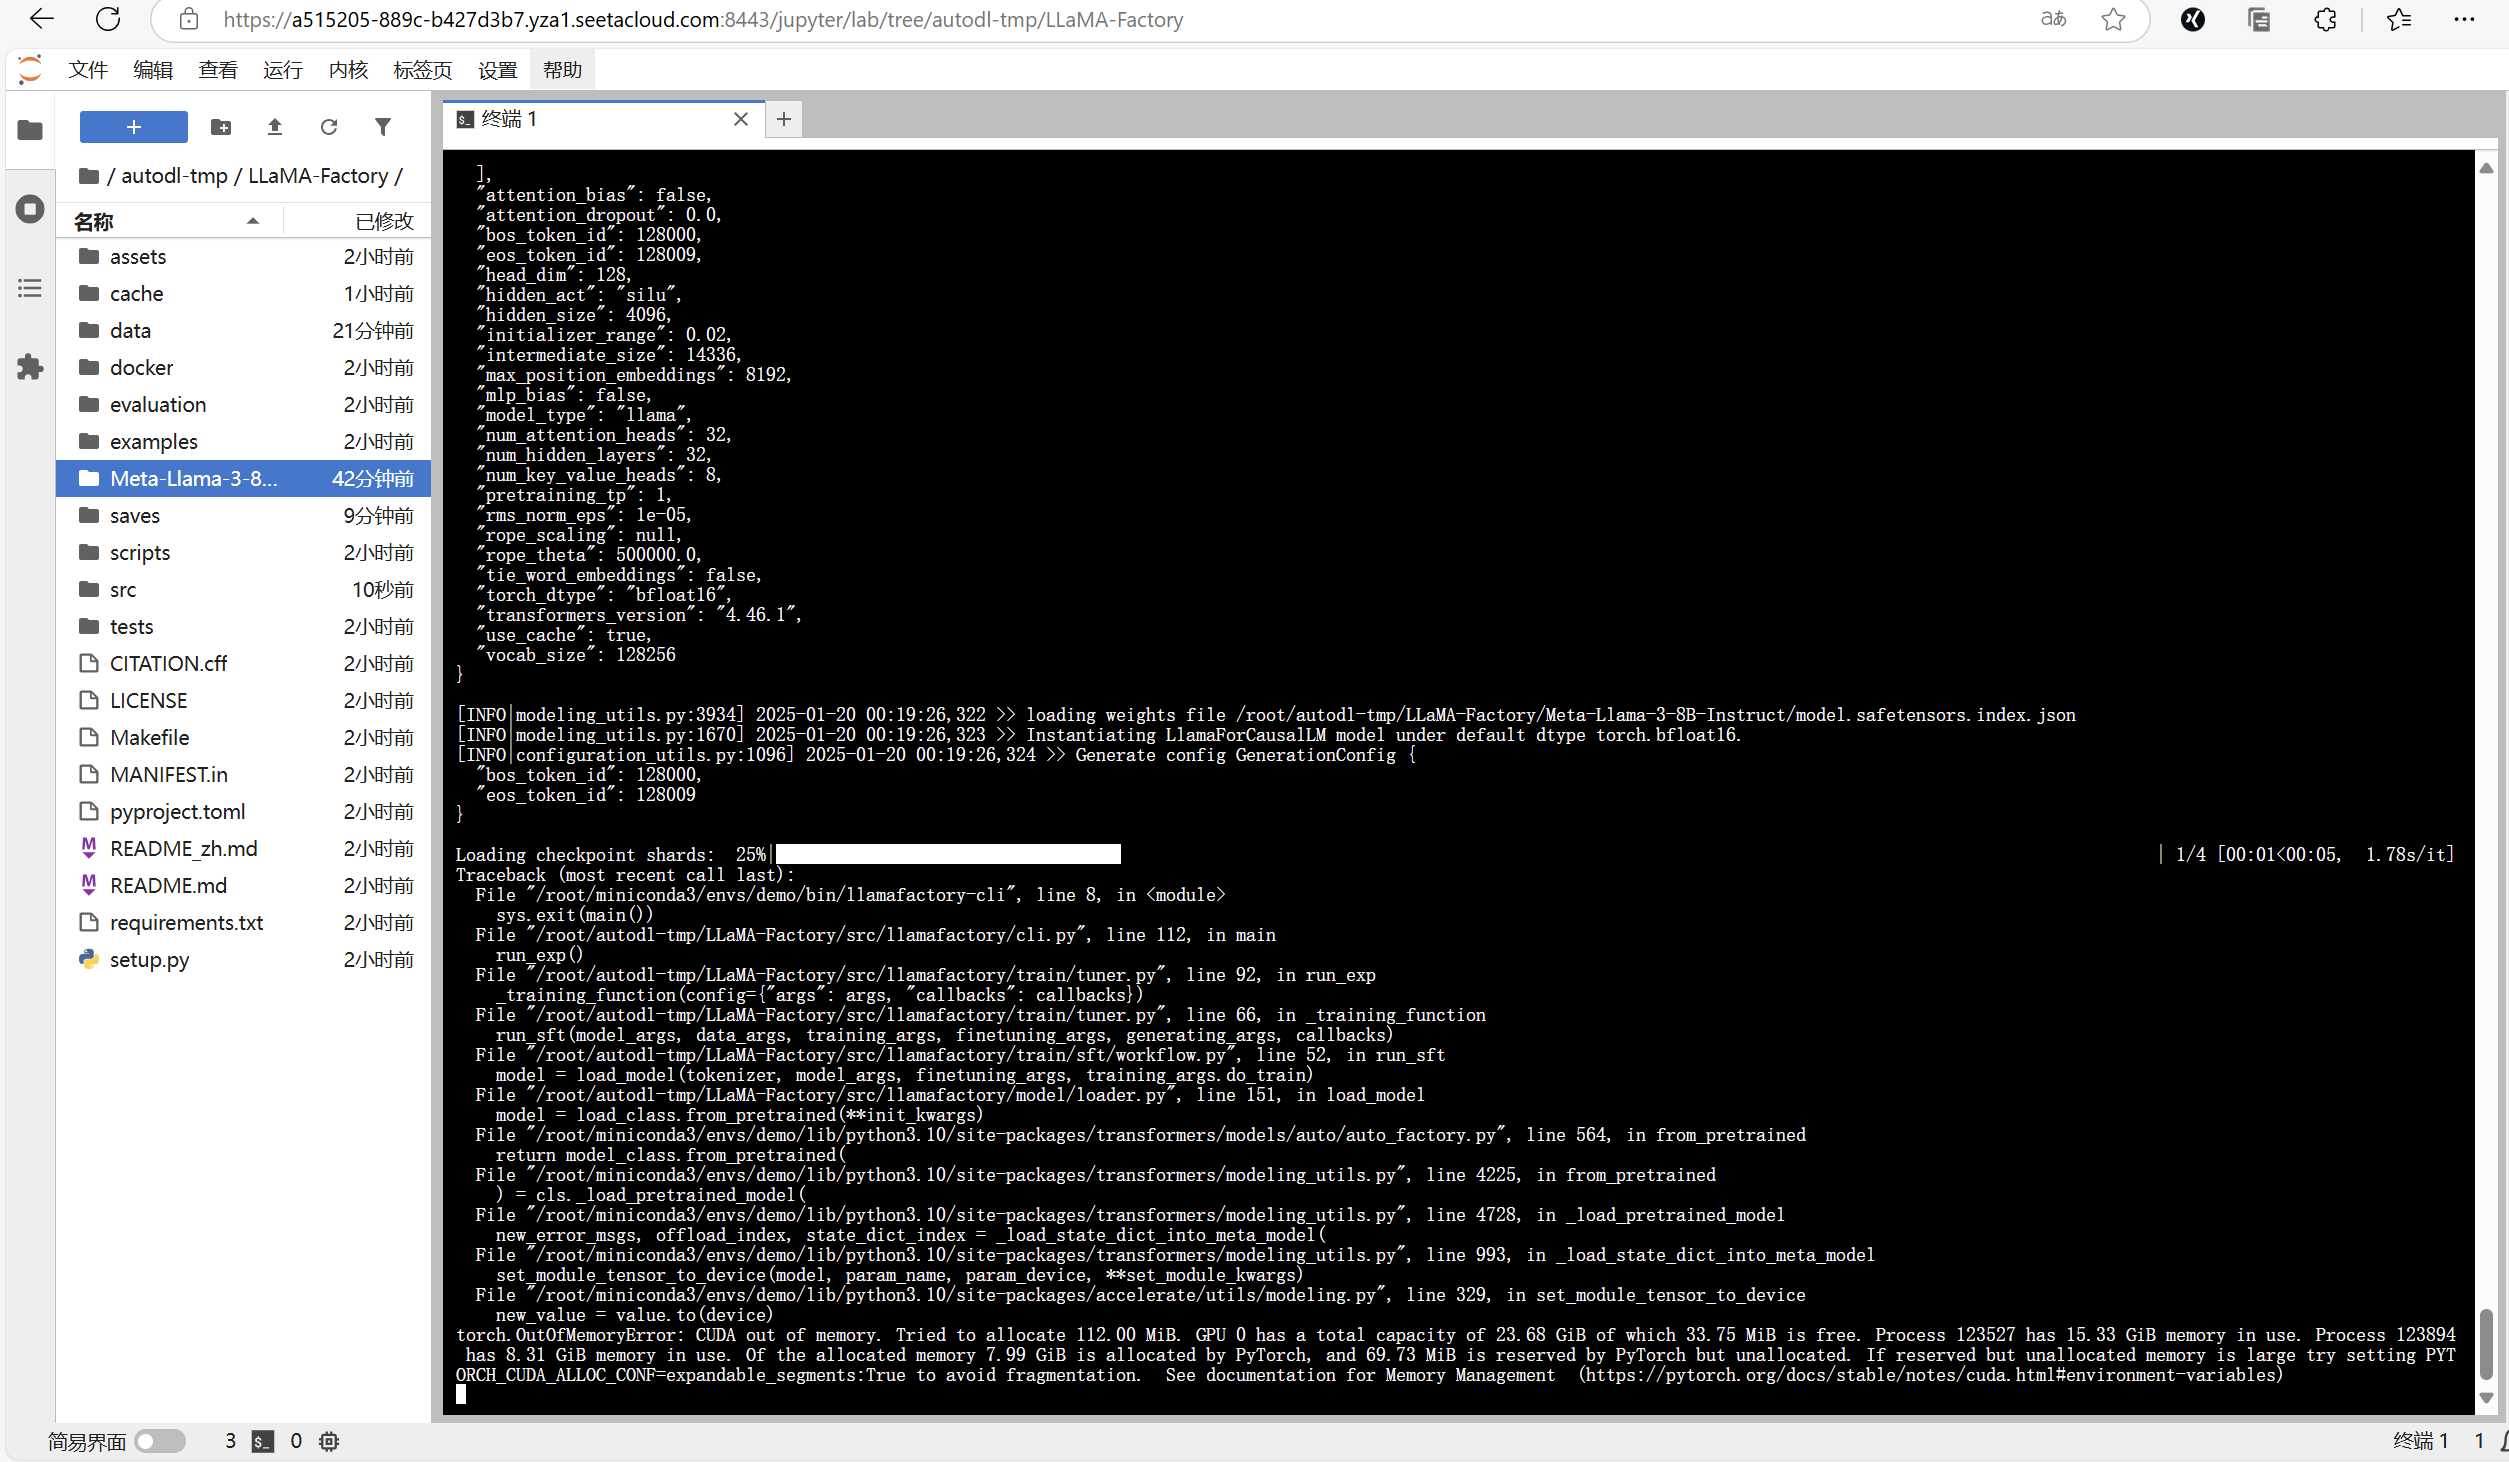 https://a515205-889c-b427d3b7.yza1.seetacloud.com:8443/jupyter/lab/tree/autodl-tmp/LLaMA-Factory
文件 编辑 查看 运行 内核 标签页 设置 帮助
终端 1
/ autodl-tmp / LLaMA-Factory /
名称 已修改
assets 2小时前
cache 1小时前
data 21分钟前
docker 2小时前
evaluation 2小时前
examples 2小时前
Meta-Llama-3-8... 42分钟前
saves 9分钟前
scripts 2小时前
src 10秒前
tests 2小时前
CITATION.cff 2小时前
LICENSE 2小时前
Makefile 2小时前
MANIFEST.in 2小时前
pyproject.toml 2小时前
README_zh.md 2小时前
README.md 2小时前
requirements.txt 2小时前
setup.py 2小时前
],
"attention_bias": false,
"attention_dropout": 0.0,
"bos_token_id": 128000,
"eos_token_id": 128009,
"head_dim": 128,
"hidden_act": "silu",
"hidden_size": 4096,
"initializer_range": 0.02,
"intermediate_size": 14336,
"max_position_embeddings": 8192,
"mlp_bias": false,
"model_type": "llama",
"num_attention_heads": 32,
"num_hidden_layers": 32,
"num_key_value_heads": 8,
"pretraining_tp": 1,
"rms_norm_eps": 1e-05,
"rope_scaling": null,
"rope_theta": 500000.0,
"tie_word_embeddings": false,
"torch_dtype": "bfloat16",
"transformers_version": "4.46.1",
"use_cache": true,
"vocab_size": 128256
}
[INFO|modeling_utils.py:3934] 2025-01-20 00:19:26,322 >> loading weights file /root/autodl-tmp/LLaMA-Factory/Meta-Llama-3-8B-Instruct/model.safetensors.index.json
[INFO|modeling_utils.py:1670] 2025-01-20 00:19:26,323 >> Instantiating LlamaForCausalLM model under default dtype torch.bfloat16.
[INFO|configuration_utils.py:1096] 2025-01-20 00:19:26,324 >> Generate config GenerationConfig {
"bos_token_id": 128000,
"eos_token_id": 128009
}
Loading checkpoint shards:  25%| | 1/4 [00:01<00:05,  1.78s/it]
Traceback (most recent call last):
File "/root/miniconda3/envs/demo/bin/llamafactory-cli", line 8, in <module>
sys.exit(main())
File "/root/autodl-tmp/LLaMA-Factory/src/llamafactory/cli.py", line 112, in main
run_exp()
File "/root/autodl-tmp/LLaMA-Factory/src/llamafactory/train/tuner.py", line 92, in run_exp
_training_function(config={"args": args, "callbacks": callbacks})
File "/root/autodl-tmp/LLaMA-Factory/src/llamafactory/train/tuner.py", line 66, in _training_function
run_sft(model_args, data_args, training_args, finetuning_args, generating_args, callbacks)
File "/root/autodl-tmp/LLaMA-Factory/src/llamafactory/train/sft/workflow.py", line 52, in run_sft
model = load_model(tokenizer, model_args, finetuning_args, training_args.do_train)
File "/root/autodl-tmp/LLaMA-Factory/src/llamafactory/model/loader.py", line 151, in load_model
model = load_class.from_pretrained(**init_kwargs)
File "/root/miniconda3/envs/demo/lib/python3.10/site-packages/transformers/models/auto/auto_factory.py", line 564, in from_pretrained
return model_class.from_pretrained(
File "/root/miniconda3/envs/demo/lib/python3.10/site-packages/transformers/modeling_utils.py", line 4225, in from_pretrained
) = cls._load_pretrained_model(
File "/root/miniconda3/envs/demo/lib/python3.10/site-packages/transformers/modeling_utils.py", line 4728, in _load_pretrained_model
new_error_msgs, offload_index, state_dict_index = _load_state_dict_into_meta_model(
File "/root/miniconda3/envs/demo/lib/python3.10/site-packages/transformers/modeling_utils.py", line 993, in _load_state_dict_into_meta_model
set_module_tensor_to_device(model, param_name, param_device, **set_module_kwargs)
File "/root/miniconda3/envs/demo/lib/python3.10/site-packages/accelerate/utils/modeling.py", line 329, in set_module_tensor_to_device
new_value = value.to(device)
torch.OutOfMemoryError: CUDA out of memory. Tried to allocate 112.00 MiB. GPU 0 has a total capacity of 23.68 GiB of which 33.75 MiB is free. Process 123527 has 15.33 GiB memory in use. Process 123894
has 8.31 GiB memory in use. Of the allocated memory 7.99 GiB is allocated by PyTorch, and 69.73 MiB is reserved by PyTorch but unallocated. If reserved but unallocated memory is large try setting PYT
ORCH_CUDA_ALLOC_CONF=expandable_segments:True to avoid fragmentation.  See documentation for Memory Management  (https://pytorch.org/docs/stable/notes/cuda.html#environment-variables)
简易界面 3 0 终端 1 1